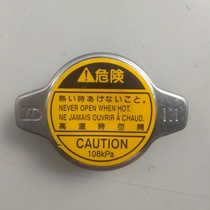 ⚠危険
熱い時あけないこと。
NEVER OPEN WHEN HOT.
NE JAMAIS OUVRIR À CHAUD.
高溫時勿開
CAUTION
108kPa